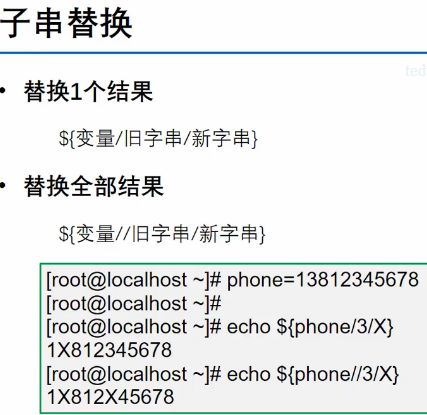 子串替换
ted
• 替换1个结果
${变量/旧字串/新字串}
• 替换全部结果
${变量//旧字串/新字串}
[root@localhost ~]# phone=13812345678
[root@localhost ~]#
[root@localhost ~]# echo ${phone/3/X}
1X812345678
[root@localhost ~]# echo ${phone//3/X}
1X812X45678